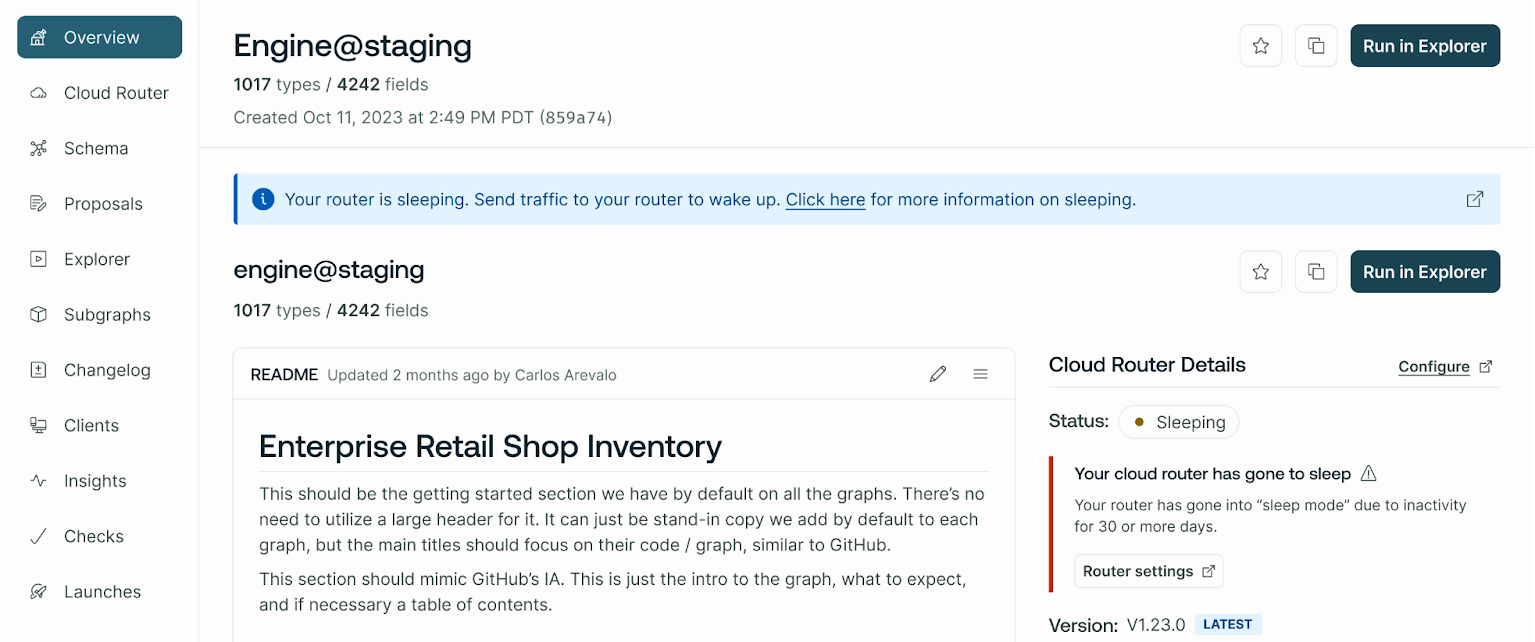 Overview
Cloud Router
Schema
Proposals
Explorer
Subgraphs
Changelog
Clients
Insights
Checks
Launches
Engine@staging
Run in Explorer
1017 types / 4242 fields
Created Oct 11, 2023 at 2:49 PM PDT (859a74)
Your router is sleeping. Send traffic to your router to wake up. Click here for more information on sleeping.
engine@staging
Run in Explorer
1017 types / 4242 fields
README Updated 2 months ago by Carlos Arevalo
Enterprise Retail Shop Inventory
This should be the getting started section we have by default on all the graphs. There’s no
need to utilize a large header for it. It can just be stand-in copy we add by default to each
graph, but the main titles should focus on their code / graph, similar to GitHub.
This section should mimic GitHub’s IA. This is just the intro to the graph, what to expect,
and if necessary a table of contents.
Cloud Router Details
Configure
Status: Sleeping
Your cloud router has gone to sleep
Your router has gone into “sleep mode” due to inactivity
for 30 or more days.
Router settings
Version: V1.23.0 LATEST